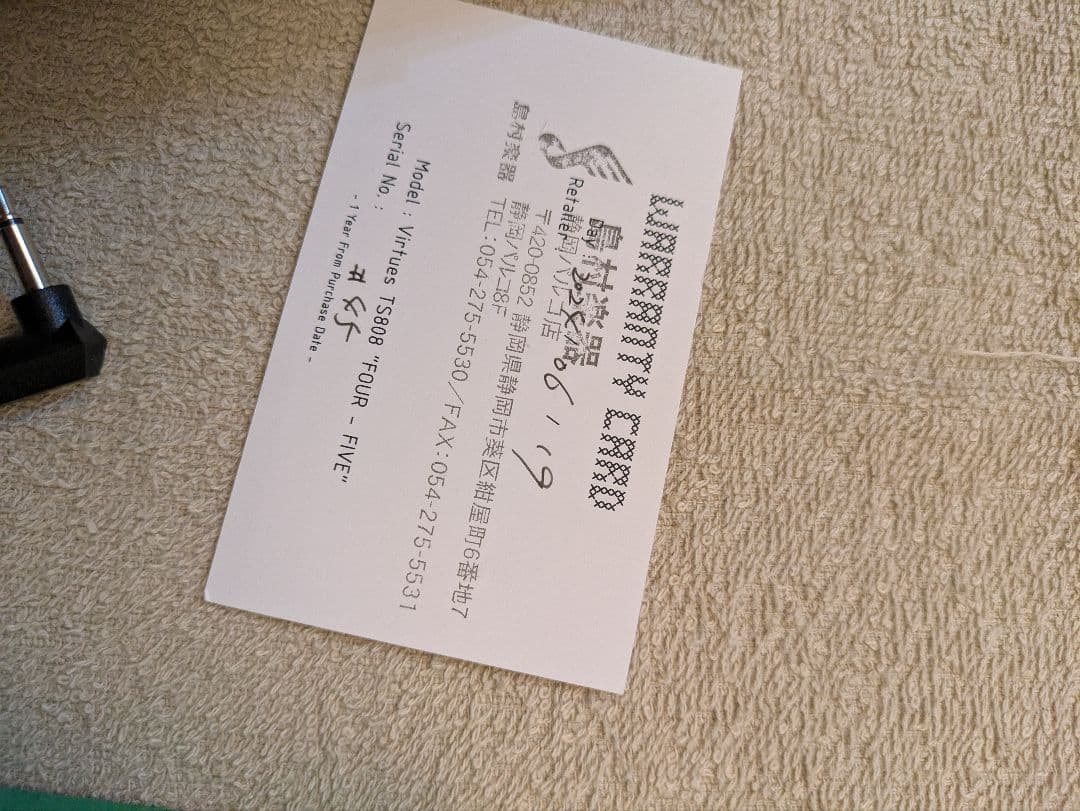 WARRANTY CARD
島村楽器
Day : 2025, 06, 19
Retailer
静岡パルコ店
〒420-0852 静岡県静岡市葵区紺屋町6番地7
静岡パルコ8F
島村楽器 TEL:054-275-5530/FAX:054-275-5531
Model : Virtues TS808 "FOUR - FIVE"
Serial No. : #45
- 1 Year From Purchase Date -